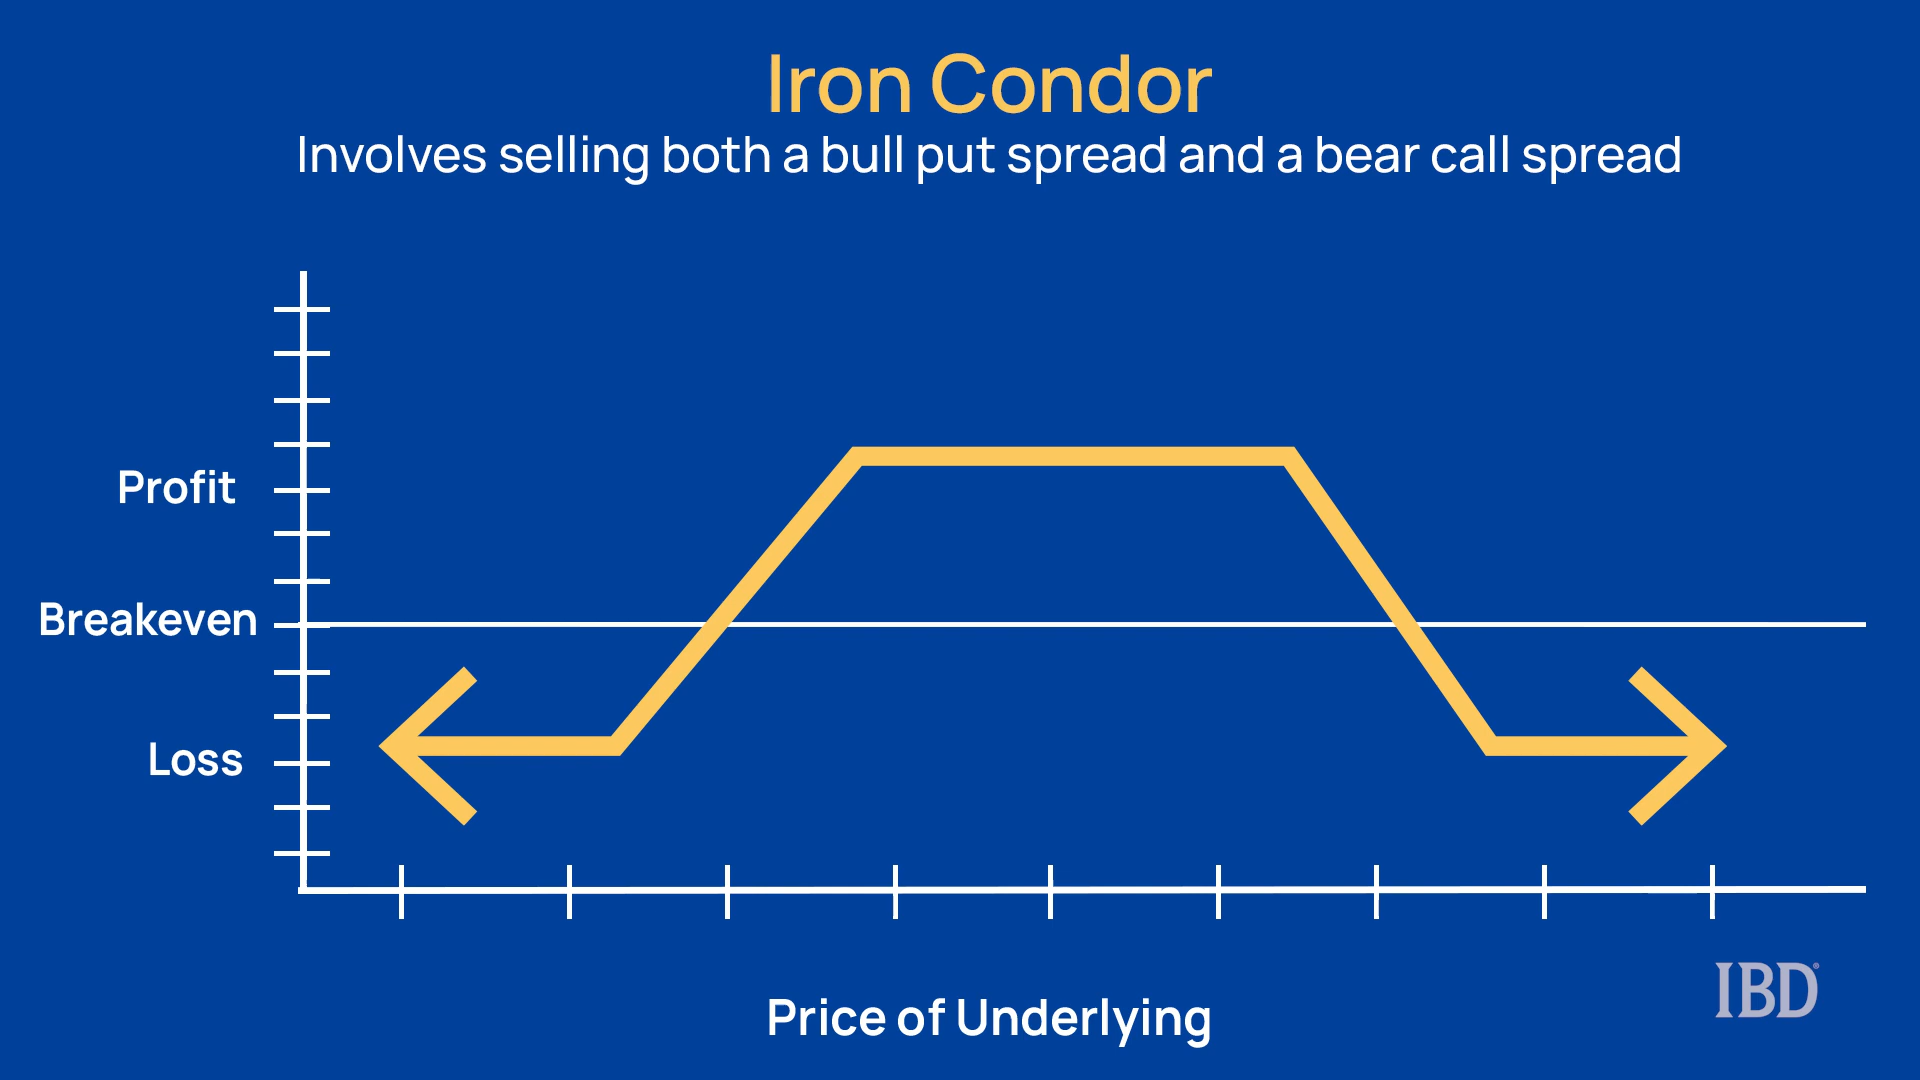 Iron Condor
Involves selling both a bull put spread and a bear call spread
Profit
Breakeven
Loss
Price of Underlying
IBD®